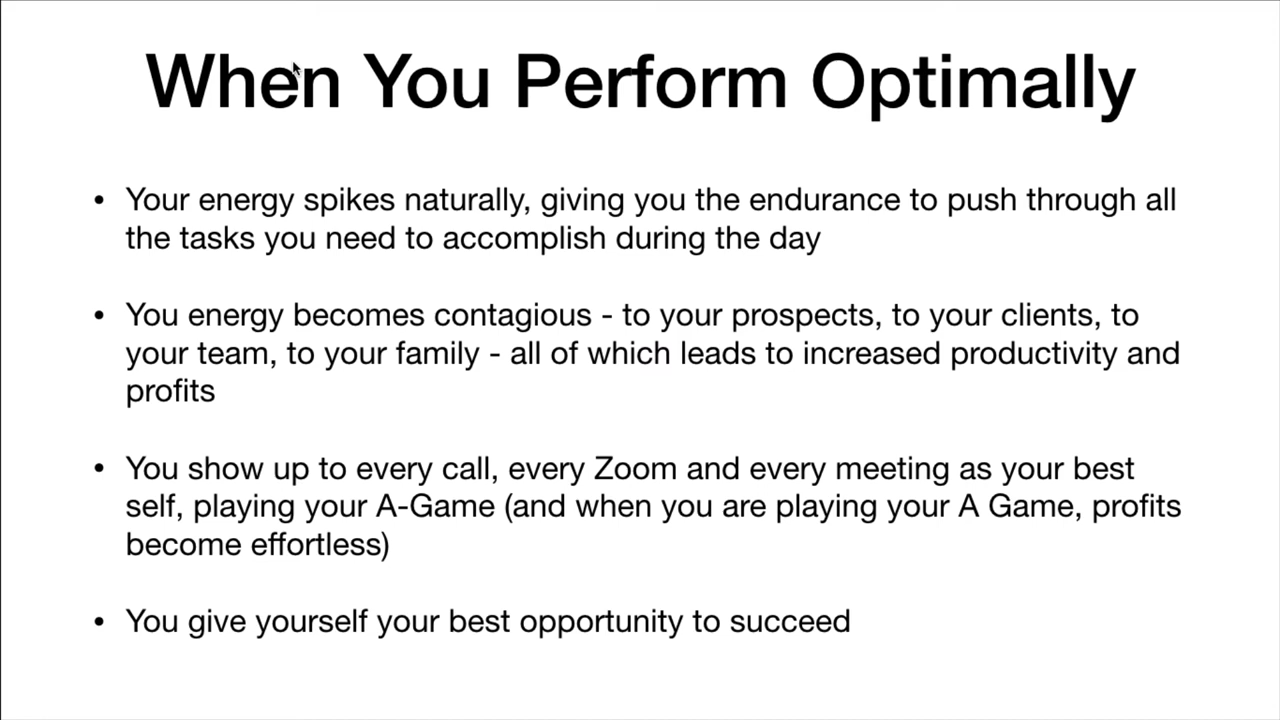 When You Perform Optimally
• Your energy spikes naturally, giving you the endurance to push through all
the tasks you need to accomplish during the day
• You energy becomes contagious - to your prospects, to your clients, to
your team, to your family - all of which leads to increased productivity and
profits
• You show up to every call, every Zoom and every meeting as your best
self, playing your A-Game (and when you are playing your A Game, profits
become effortless)
• You give yourself your best opportunity to succeed